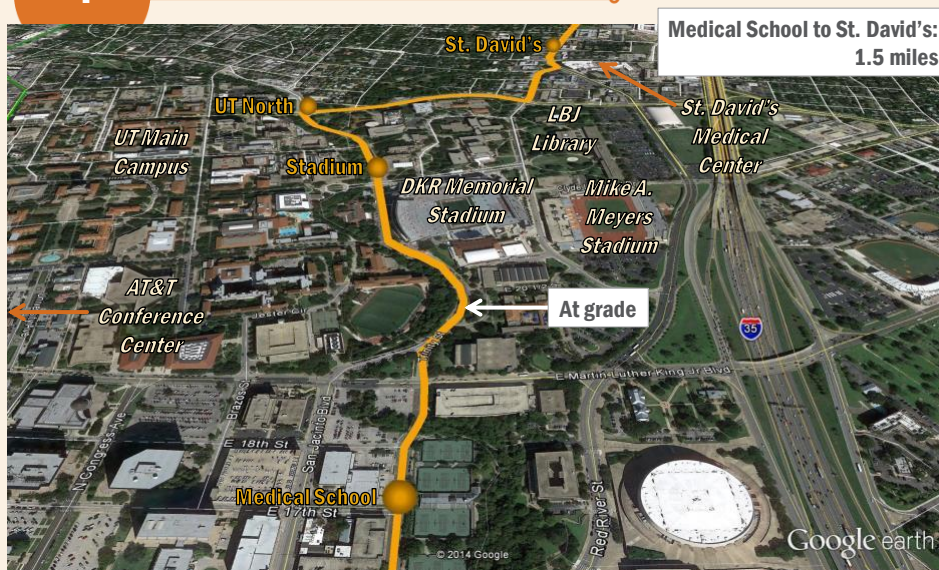 Medical School to St. David's:
1.5 miles
St. David's
UT North
UT Main
Campus
LBJ
Library
St. David's
Medical
Center
Stadium
DKR Memorial
Stadium
Clyde
Mike A.
Meyers
Stadium
AT&T
Conference
Center
Jester Cir
At grade
35
E Martin Luther King Jr Blvd
N Congress Ave
Brazos St
San Jacinto Blvd
E 18th St
Medical School
E 17th St
Red River St
© 2014 Google
Google earth